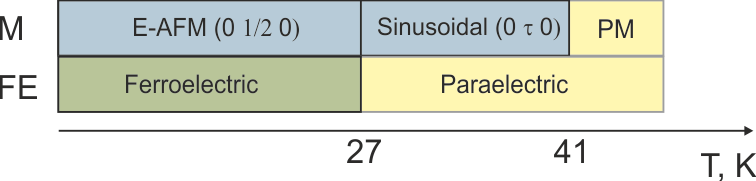 M E-AFM (0 1/2 0) Sinusoidal (0 τ 0) PM
FE Ferroelectric Paraelectric
27 41
T, K